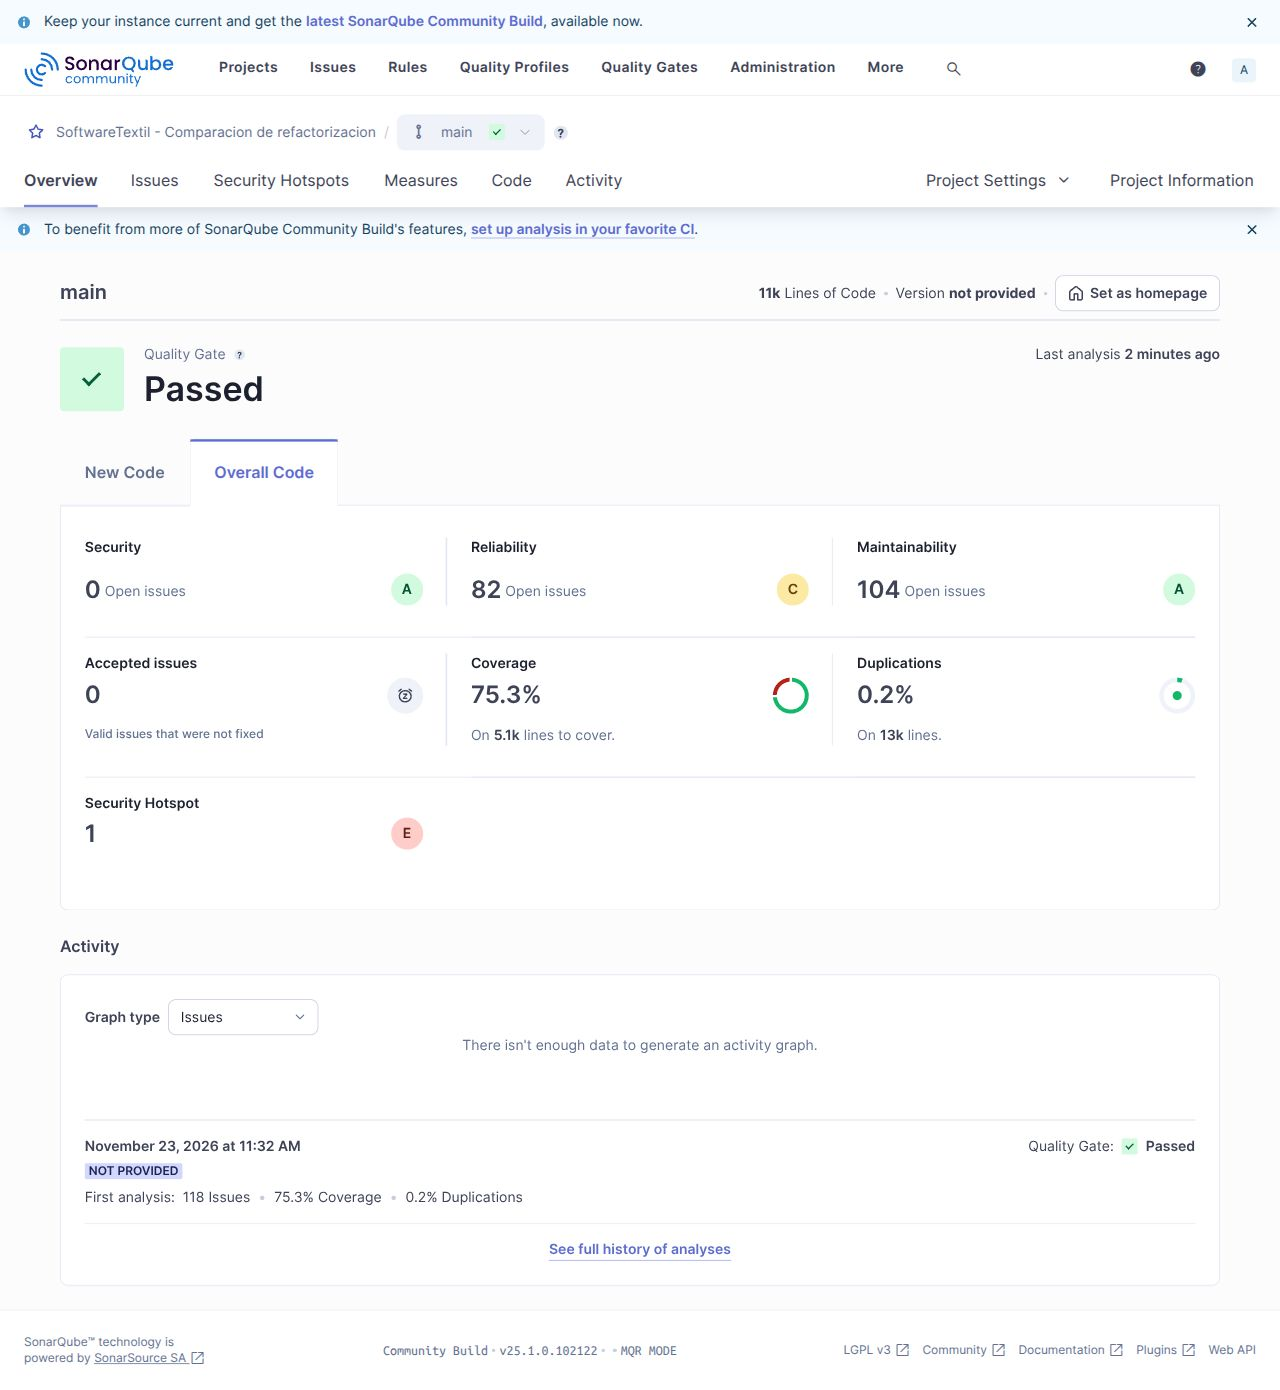 Keep your instance current and get the latest SonarQube Community Build, available now.
SonarQube community
Projects Issues Rules Quality Profiles Quality Gates Administration More
A
SoftwareTextil - Comparacion de refactorizacion / main
Overview Issues Security Hotspots Measures Code Activity Project Settings Project Information
To benefit from more of SonarQube Community Build's features, set up analysis in your favorite CI.
main
11k Lines of Code • Version not provided • Set as homepage
Quality Gate
Last analysis 2 minutes ago
Passed
New Code Overall Code
Security Reliability Maintainability
0 Open issues A 82 Open issues C 104 Open issues A
Accepted issues Coverage Duplications
0 75.3% 0.2%
Valid issues that were not fixed On 5.1k lines to cover. On 13k lines.
Security Hotspot
1 E
Activity
Graph type Issues
There isn't enough data to generate an activity graph.
November 23, 2026 at 11:32 AM Quality Gate: Passed
NOT PROVIDED
First analysis: 118 Issues • 75.3% Coverage • 0.2% Duplications
See full history of analyses
SonarQube™ technology is
powered by SonarSource SA
Community Build • v25.1.0.102122 • • MQR MODE
LGPL v3 Community Documentation Plugins Web API